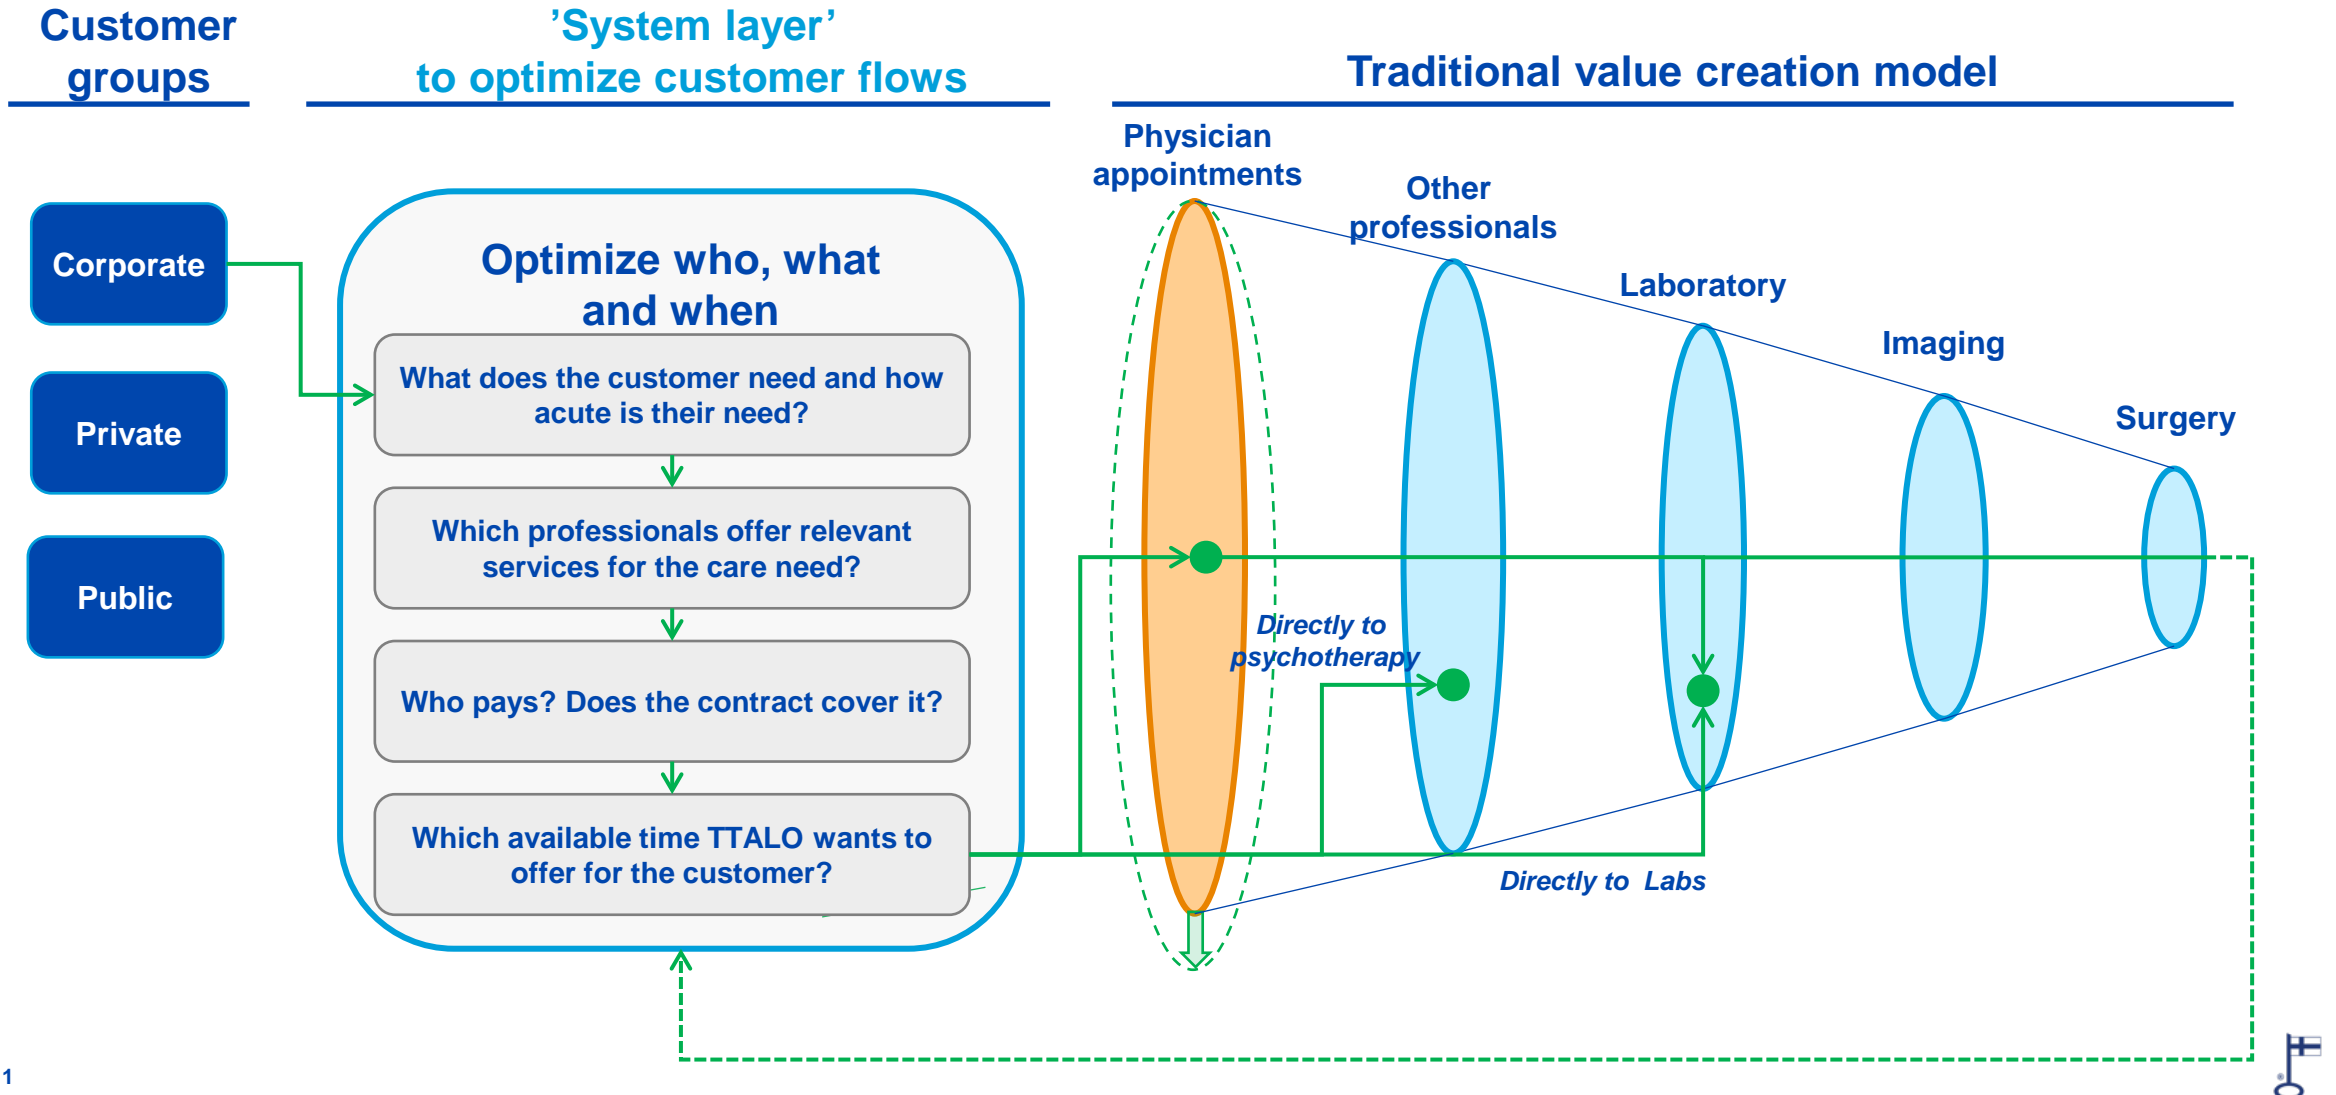 Customer
groups
’System layer’
to optimize customer flows
Traditional value creation model
Corporate
Private
Public
Optimize who, what
and when
What does the customer need and how
acute is their need?
Which professionals offer relevant
services for the care need?
Who pays? Does the contract cover it?
Which available time TTALO wants to
offer for the customer?
Physician
appointments
Other
professionals
Laboratory
Imaging
Surgery
Directly to
psychotherapy
Directly to  Labs
1
®